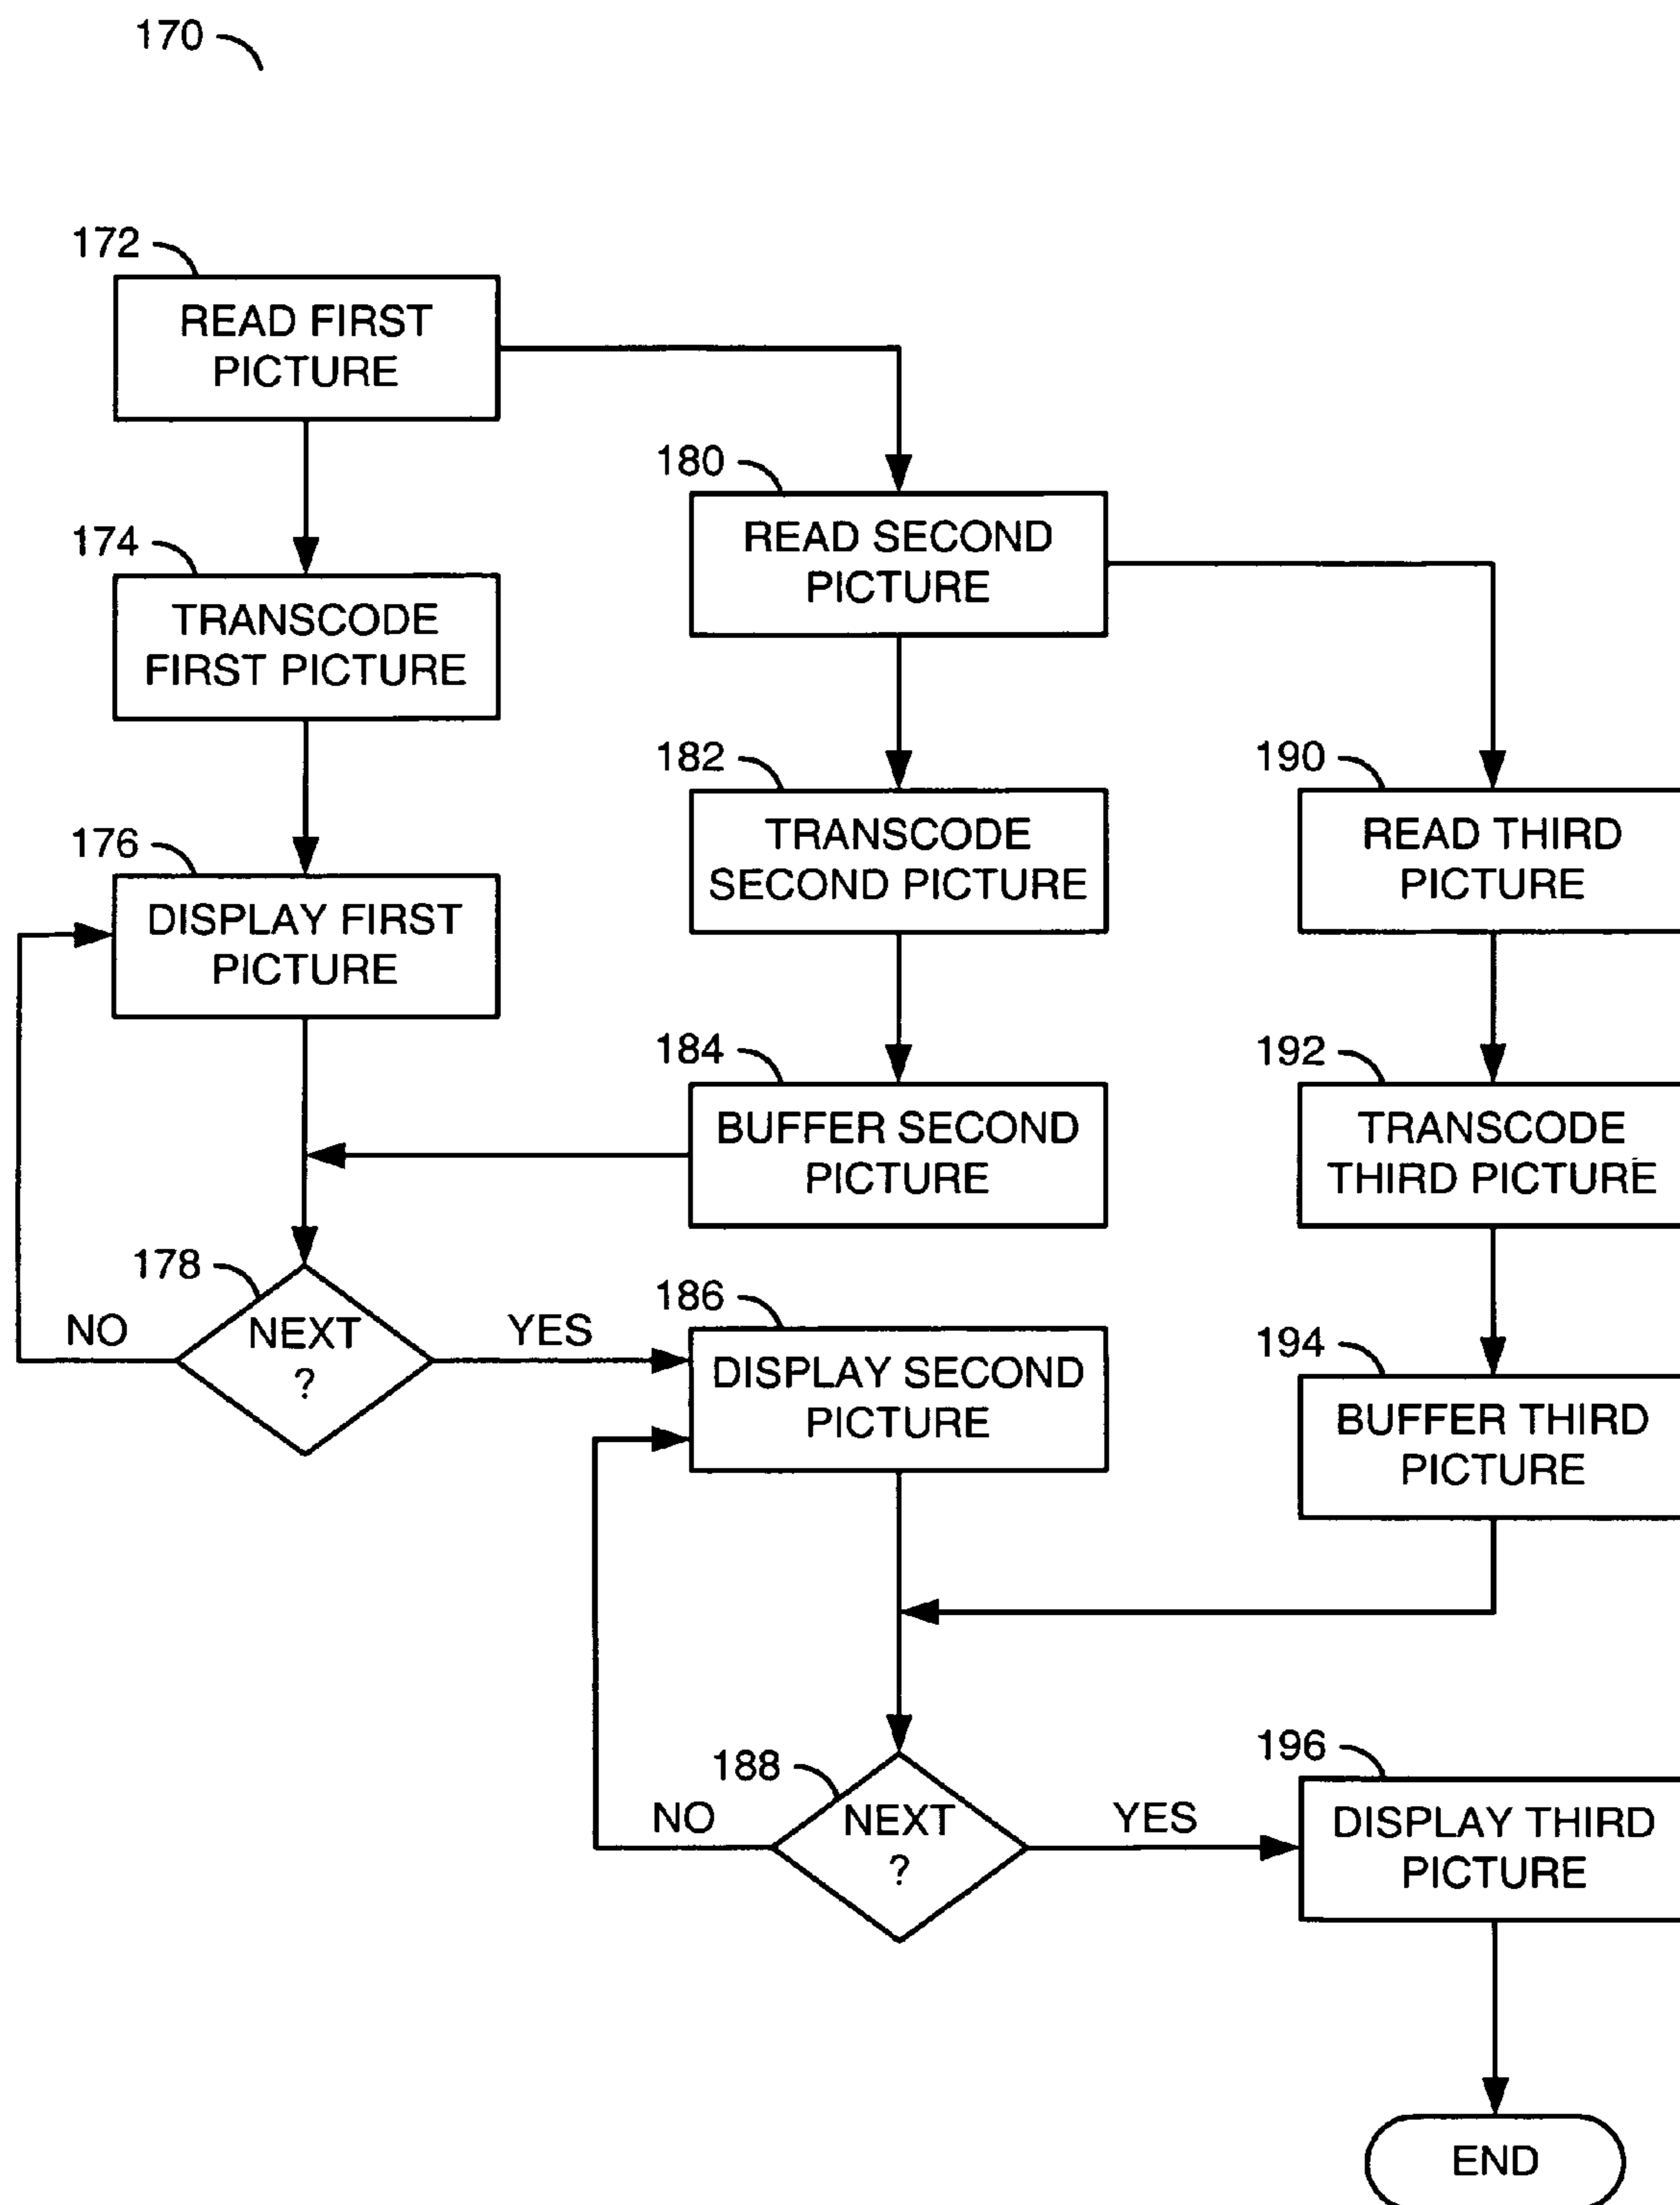 170
172
READ FIRST
PICTURE
180
READ SECOND
PICTURE
174
TRANSCODE
FIRST PICTURE
182
TRANSCODE
SECOND PICTURE
190
READ THIRD
PICTURE
176
DISPLAY FIRST
PICTURE
184
BUFFER SECOND
PICTURE
192
TRANSCODE
THIRD PICTURE
178
NEXT
?
NO
YES
186
DISPLAY SECOND
PICTURE
194
BUFFER THIRD
PICTURE
188
NEXT
?
NO
YES
196
DISPLAY THIRD
PICTURE
END